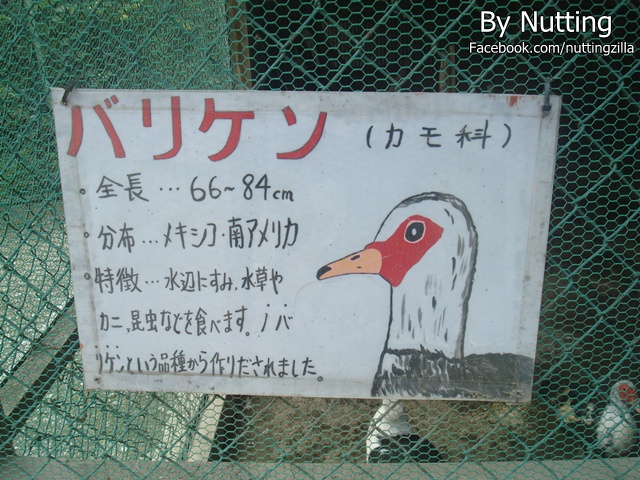 By Nutting
Facebook.com/nuttingzilla
バリケン (カモ科)
・全長…66~84cm
・分布…メキシコ・南アメリカ
・特徴…水辺にすみ、水草や
カニ、昆虫などを食べます。ノバ
リケンという品種から作りだされました。